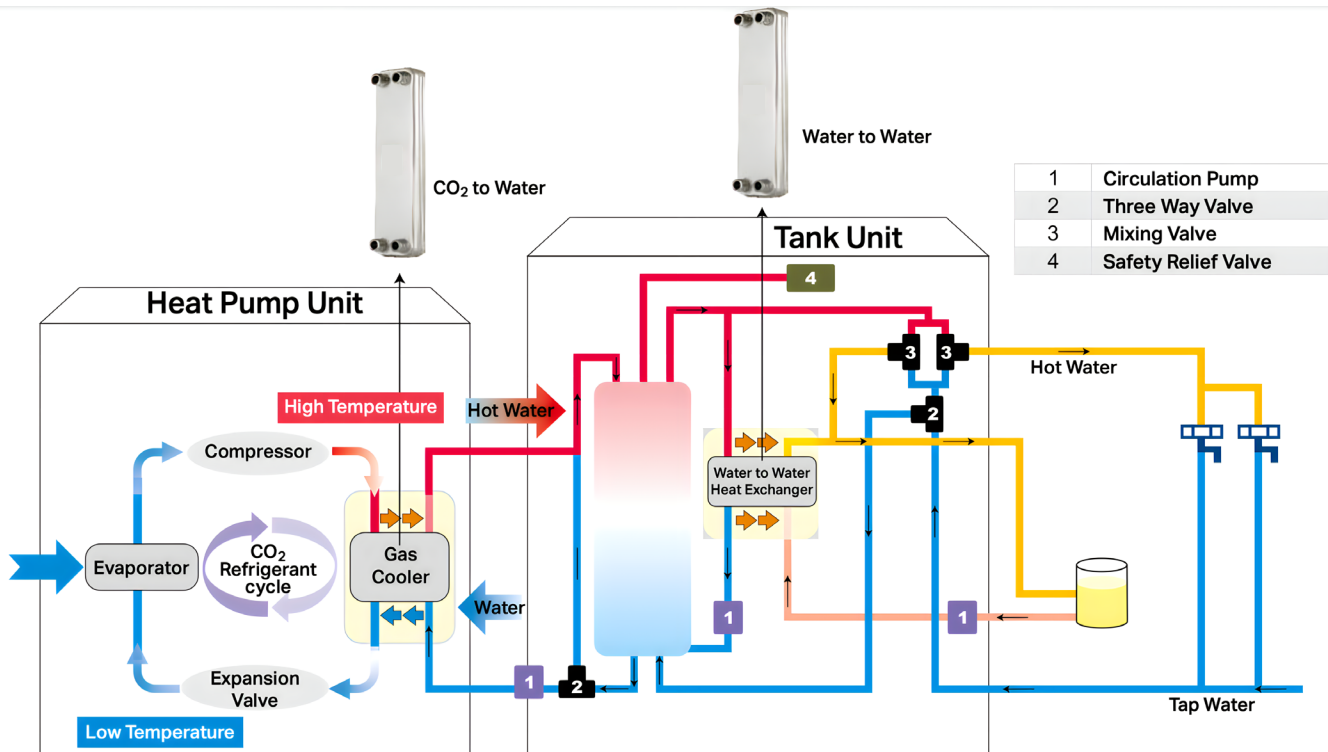 Water to Water
CO₂ to Water
1 Circulation Pump
2 Three Way Valve
3 Mixing Valve
4 Safety Relief Valve
Heat Pump Unit
Tank Unit
4
3
3
Hot Water
High Temperature
Hot Water
2
Compressor
Water to Water
Heat Exchanger
CO₂
Refrigerant
cycle
Evaporator
Gas
Cooler
Water
1
1
Expansion
Valve
1
2
Tap Water
Low Temperature